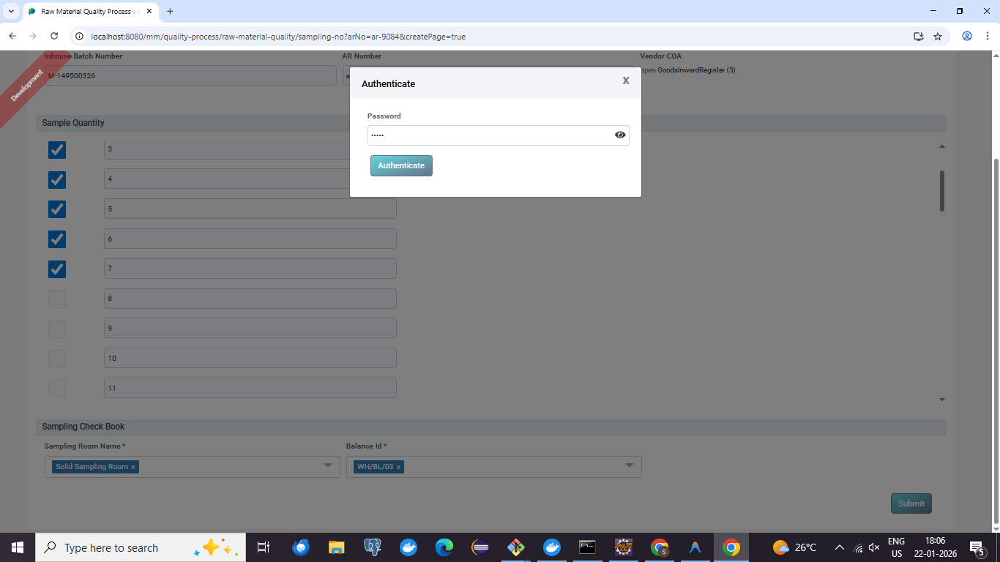 Raw Material Quality Process -
localhost:8080/mm/quality-process/raw-material-quality/sampling-no?arNo=ar-9084&createPage=true
Development
Inhouse Batch Number
AR Number
Vendor COA
M-149500326
a
open GoodsInwardRegister (3).
Authenticate
X
Password
•••••
Authenticate
Sample Quantity
3
4
5
6
7
8
9
10
11
Sampling Check Book
Sampling Room Name *
Balance Id *
Solid Sampling Room x
WH/BL/03 x
Submit
Type here to search
26°C
ENG
US
18:06
22-01-2026
5